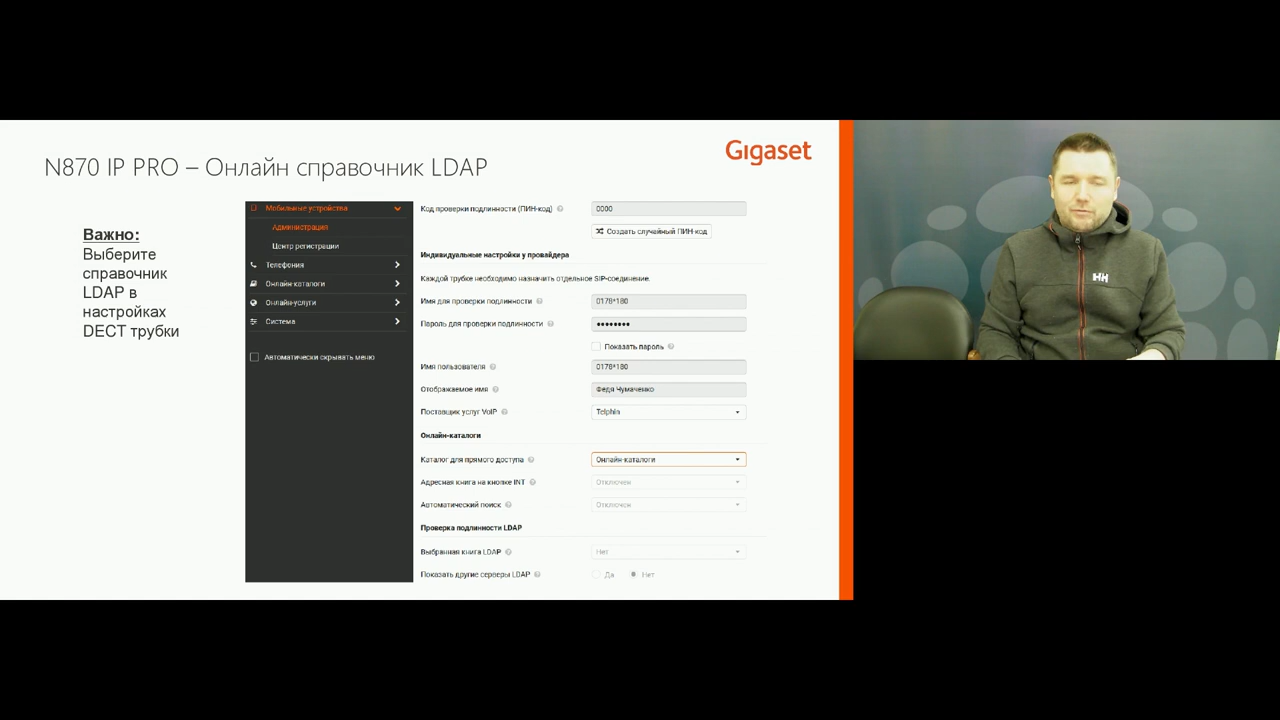 N870 IP PRO – Онлайн справочник LDAP
Gigaset
Важно:
Выберите
справочник
LDAP в
настройках
DECT трубки
Мобильные устройства
Администрация
Центр регистрации
Телефония
Онлайн-каталоги
Онлайн-услуги
Система
Автоматически скрывать меню
Код проверки подлинности (ПИН-код) 0000
Создать случайный ПИН-код
Индивидуальные настройки у провайдера
Каждой трубке необходимо назначить отдельное SIP-соединение.
Имя для проверки подлинности 0178*180
Пароль для проверки подлинности ••••••••
Показать пароль
Имя пользователя 0178*180
Отображаемое имя Федя Чумаченко
Поставщик услуг VoIP Telphin
Онлайн-каталоги
Каталог для прямого доступа Онлайн-каталоги
Адресная книга на кнопке INT Отключен
Автоматический поиск Отключен
Проверка подлинности LDAP
Выбранная книга LDAP Нет
Показать другие серверы LDAP Да Нет
HH